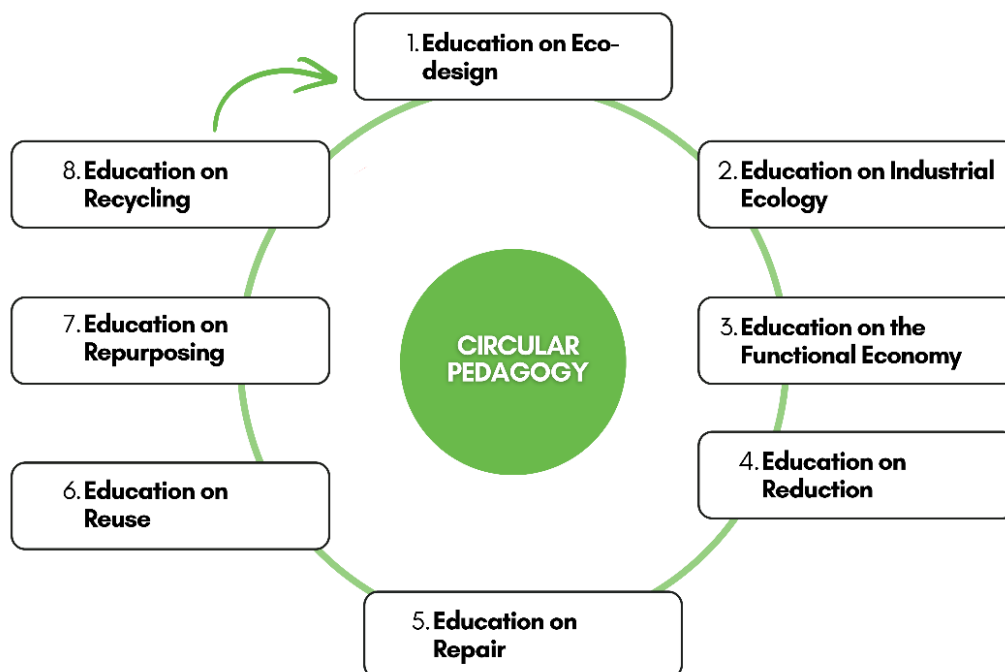 1. Education on Eco-
design
2. Education on Industrial
Ecology
3. Education on the
Functional Economy
4. Education on
Reduction
5. Education on
Repair
6. Education on
Reuse
7. Education on
Repurposing
8. Education on
Recycling
CIRCULAR
PEDAGOGY